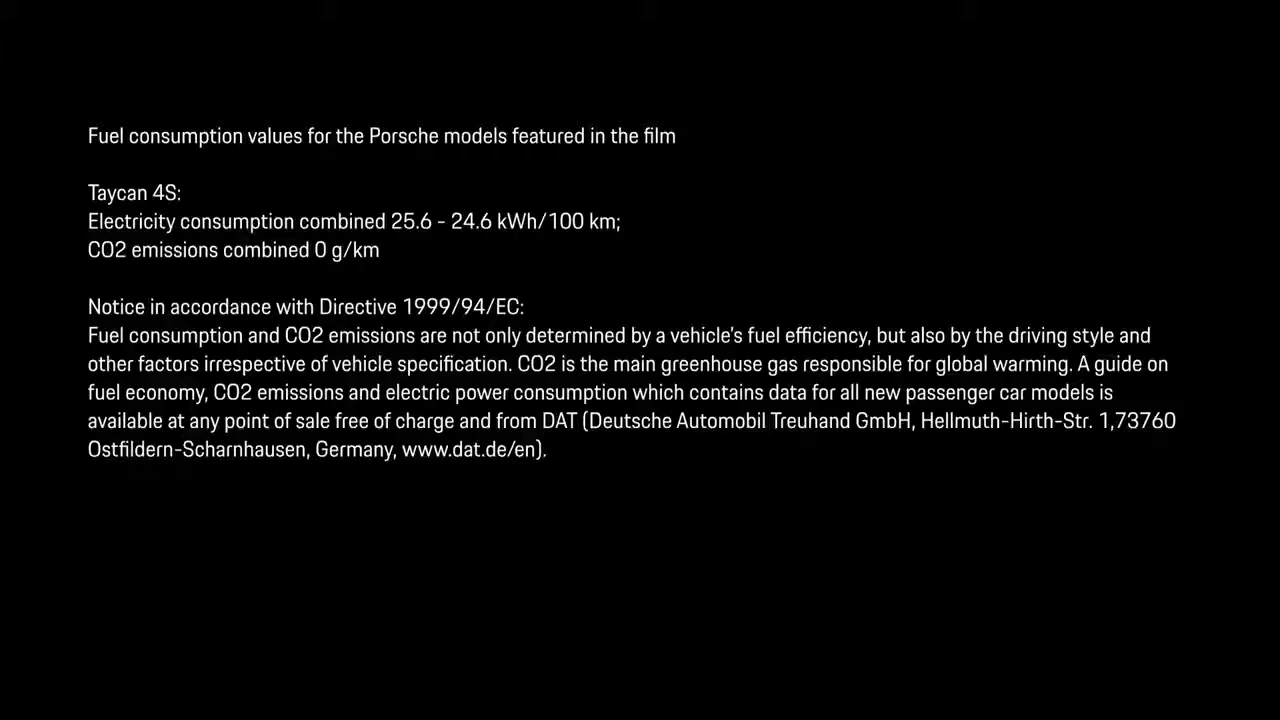 Fuel consumption values for the Porsche models featured in the film
Taycan 4S:
Electricity consumption combined 25.6 - 24.6 kWh/100 km;
CO2 emissions combined 0 g/km
Notice in accordance with Directive 1999/94/EC:
Fuel consumption and CO2 emissions are not only determined by a vehicle's fuel efficiency, but also by the driving style and
other factors irrespective of vehicle specification. CO2 is the main greenhouse gas responsible for global warming. A guide on
fuel economy, CO2 emissions and electric power consumption which contains data for all new passenger car models is
available at any point of sale free of charge and from DAT (Deutsche Automobil Treuhand GmbH, Hellmuth-Hirth-Str. 1,73760
Ostfildern-Scharnhausen, Germany, www.dat.de/en).